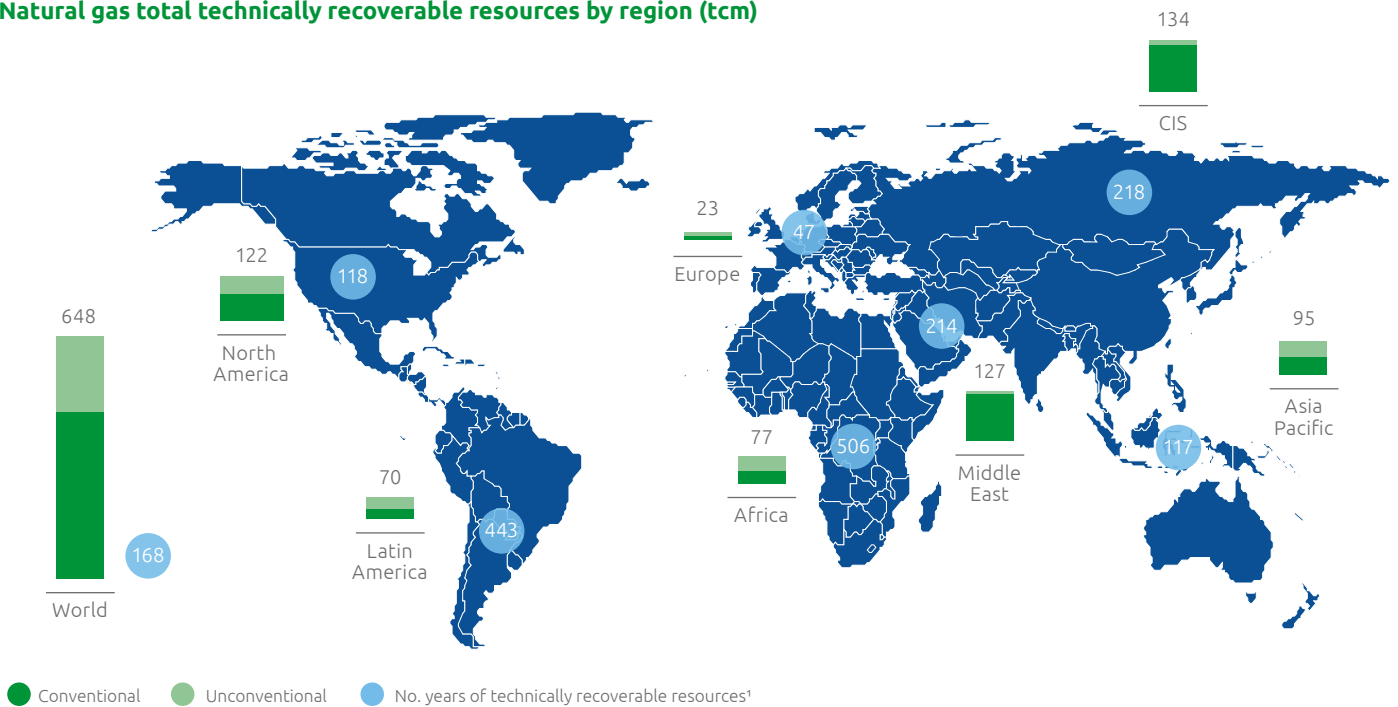 Natural gas total technically recoverable resources by region (tcm)
134
CIS
218
23
47
Europe
122
118
North
America
648
168
World
214
127
Middle
East
95
Asia
Pacific
117
77
506
Africa
70
443
Latin
America
Conventional
Unconventional
No. years of technically recoverable resources¹